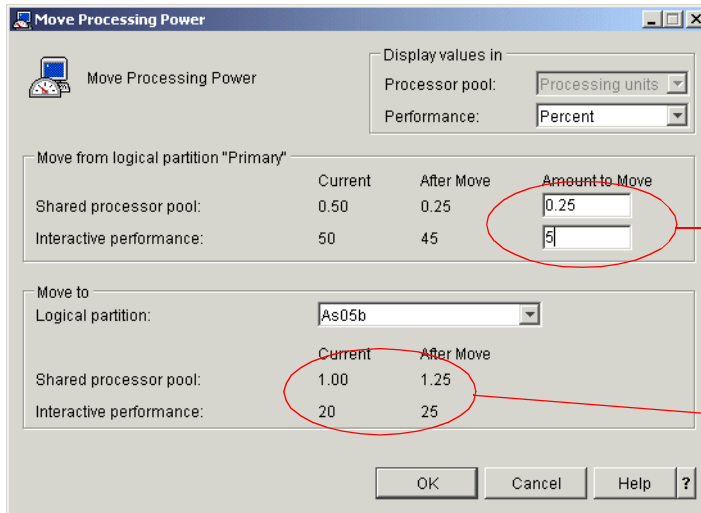 Move Processing Power
Move Processing Power
Display values in
Processor pool: Processing units
Performance: Percent
Move from logical partition "Primary"
Current After Move Amount to Move
Shared processor pool: 0.50 0.25 0.25
Interactive performance: 50 45 5
Move to
Logical partition: As05b
Current After Move
Shared processor pool: 1.00 1.25
Interactive performance: 20 25
OK Cancel Help ?